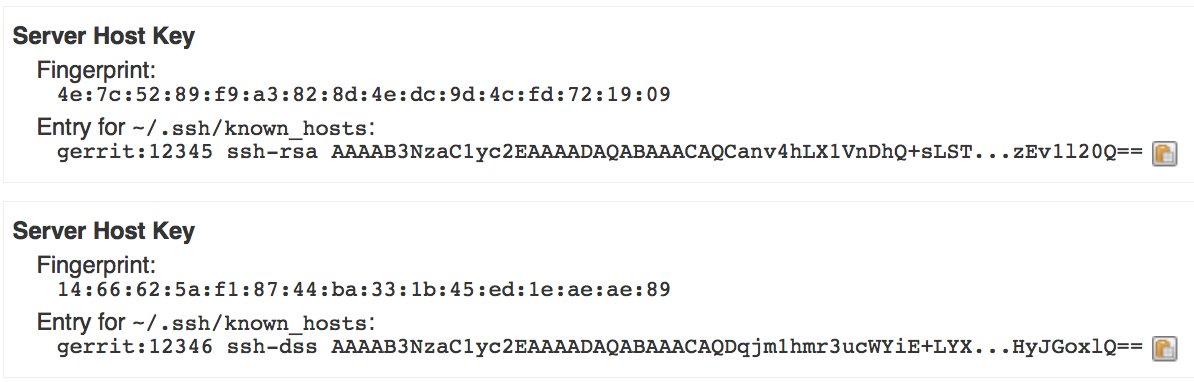 Server Host Key
Fingerprint:
4e:7c:52:89:f9:a3:82:8d:4e:dc:9d:4c:fd:72:19:09
Entry for ~/.ssh/known_hosts:
gerrit:12345 ssh-rsa AAAAB3NzaC1yc2EAAAADAQABAAACAQCanv4hLX1VnDhQ+sLST...zEv1l20Q==
Server Host Key
Fingerprint:
14:66:62:5a:f1:87:44:ba:33:1b:45:ed:1e:ae:ae:89
Entry for ~/.ssh/known_hosts:
gerrit:12346 ssh-dss AAAAB3NzaC1yc2EAAAADAQABAAACAQDqjm1hmr3ucWYiE+LYX...HyJGoxlQ==